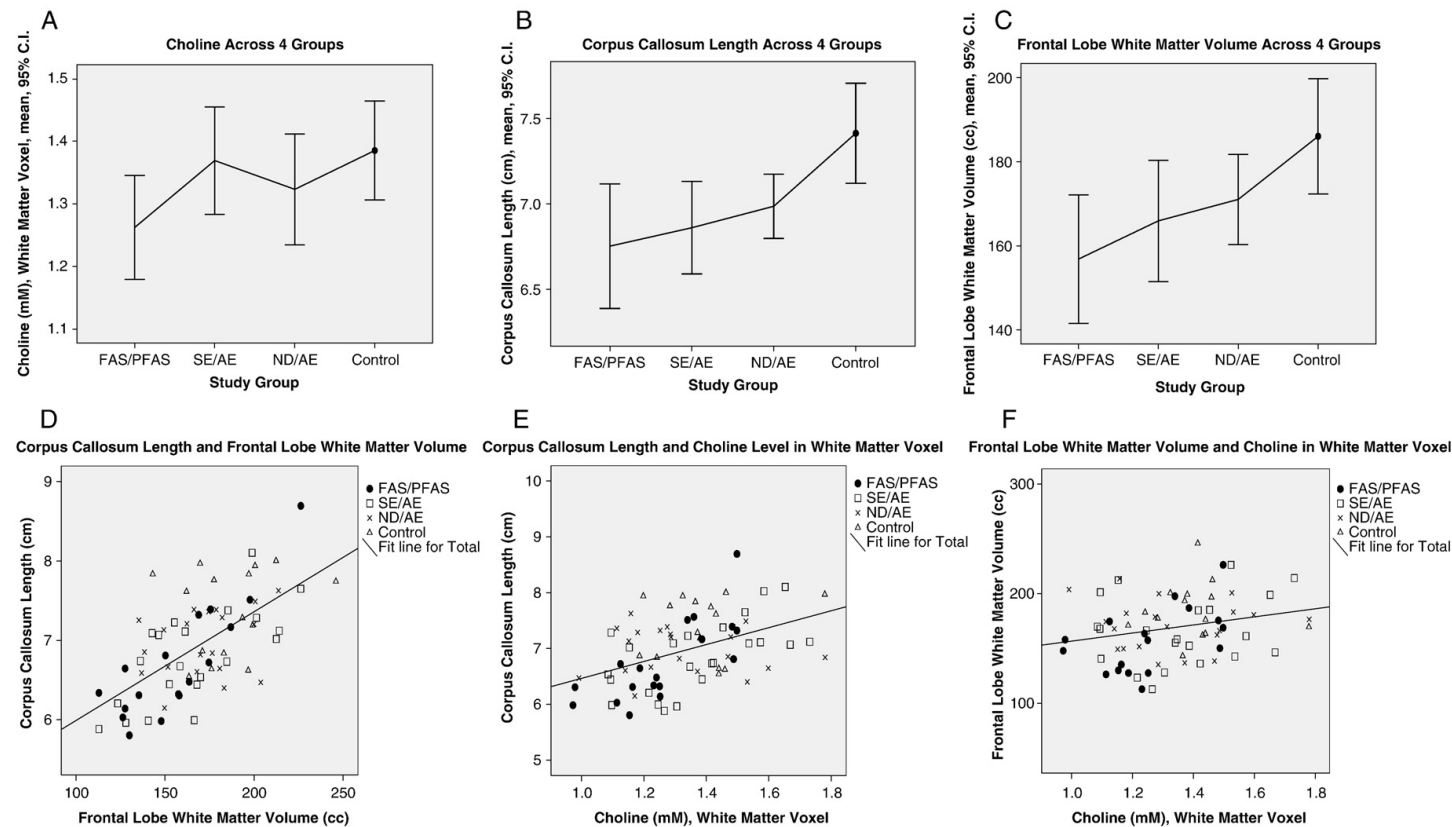 A
Choline Across 4 Groups
Choline (mM), White Matter Voxel, mean, 95% C.I.
1.5
1.4
1.3
1.2
1.1
FAS/PFAS SE/AE ND/AE Control
Study Group
B
Corpus Callosum Length Across 4 Groups
Corpus Callosum Length (cm), mean, 95% C.I.
7.5
7.0
6.5
FAS/PFAS SE/AE ND/AE Control
Study Group
C
Frontal Lobe White Matter Volume Across 4 Groups
Frontal Lobe White Matter Volume (cc), mean, 95% C.I.
200
180
160
140
FAS/PFAS SE/AE ND/AE Control
Study Group
D
Corpus Callosum Length and Frontal Lobe White Matter Volume
Corpus Callosum Length (cm)
9
8
7
6
100 150 200 250
Frontal Lobe White Matter Volume (cc)
FAS/PFAS
SE/AE
ND/AE
Control
Fit line for Total
E
Corpus Callosum Length and Choline Level in White Matter Voxel
Corpus Callosum Length (cm)
10
9
8
7
6
5
1.0 1.2 1.4 1.6 1.8
Choline (mM), White Matter Voxel
FAS/PFAS
SE/AE
ND/AE
Control
Fit line for Total
F
Frontal Lobe White Matter Volume and Choline in White Matter Voxel
Frontal Lobe White Matter Volume (cc)
300
200
100
1.0 1.2 1.4 1.6 1.8
Choline (mM), White Matter Voxel
FAS/PFAS
SE/AE
ND/AE
Control
Fit line for Total